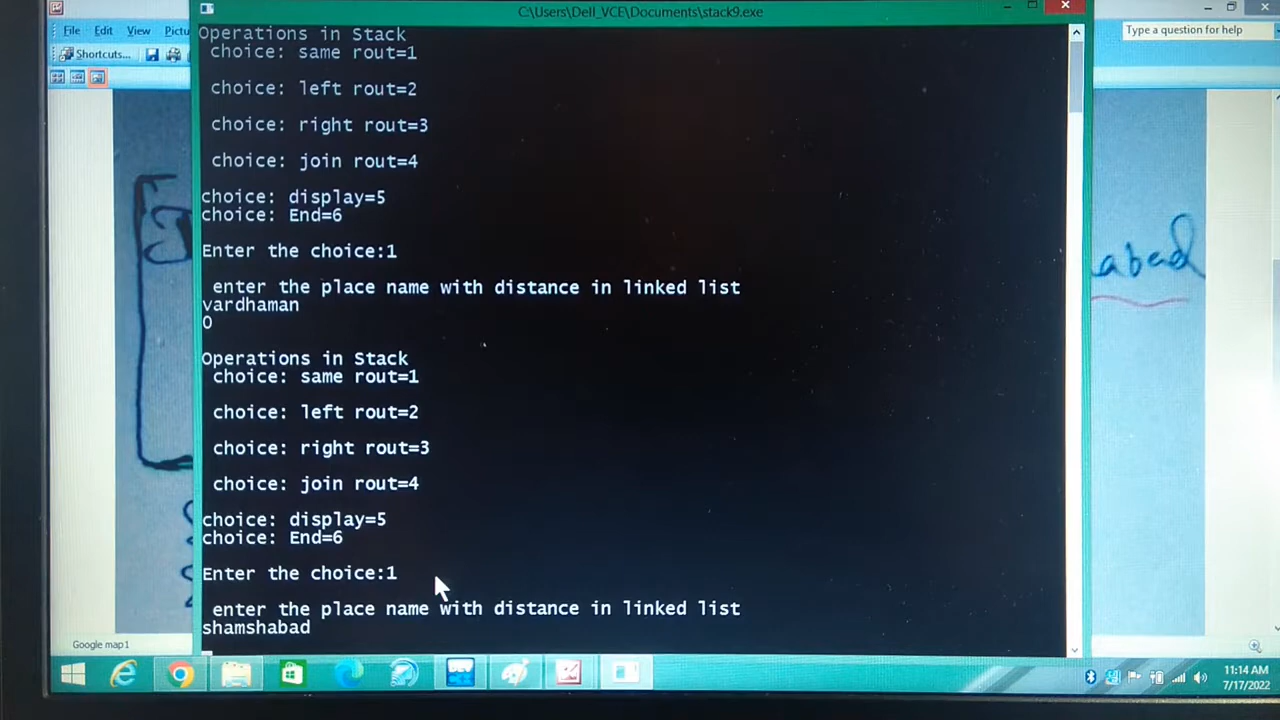 C:\Users\Dell_VCE\Documents\stack9.exe
File Edit View
Type a question for help
Shortcuts...
Operations in Stack
choice: same rout=1
choice: left rout=2
choice: right rout=3
choice: join rout=4
choice: display=5
choice: End=6
Enter the choice:1
enter the place name with distance in linked list
vardhaman
0
Operations in Stack
choice: same rout=1
choice: left rout=2
choice: right rout=3
choice: join rout=4
choice: display=5
choice: End=6
Enter the choice:1
enter the place name with distance in linked list
shamshabad
abad
Google map1
11:14 AM
7/17/2022